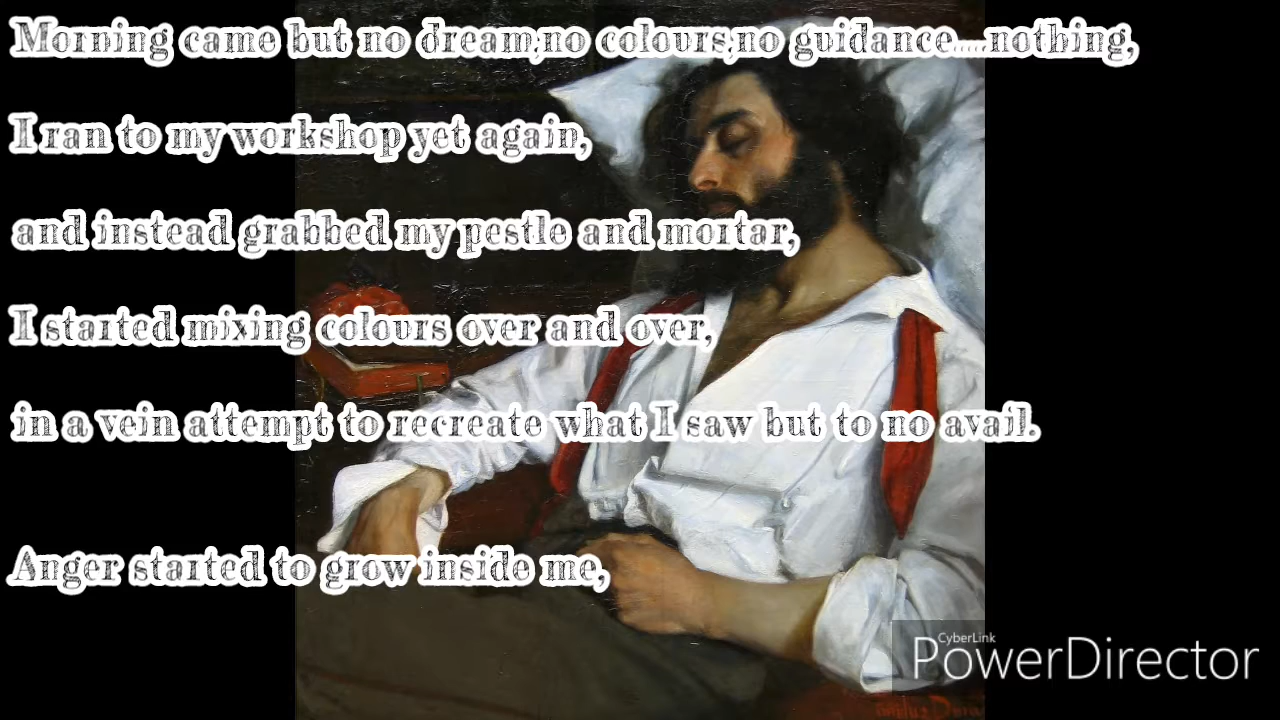 Morning came but no dream,no colours,no guidance....nothing,
I ran to my workshop yet again,
and instead grabbed my pestle and mortar,
I started mixing colours over and over,
in a vein attempt to recreate what I saw but to no avail.
Anger started to grow inside me,
CyberLink
PowerDirector